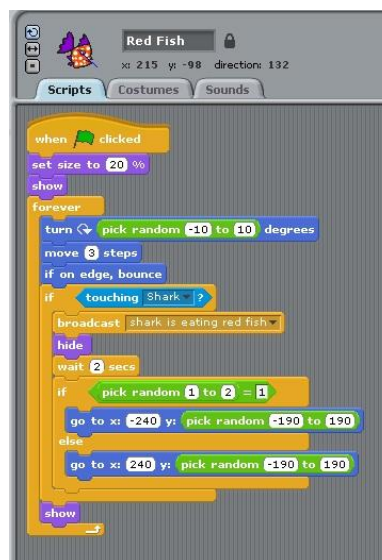 Red Fish
x: 215 y: -98 direction: 132
Scripts Costumes Sounds
when clicked
set size to 20 %
show
forever
turn pick random -10 to 10 degrees
move 3 steps
if on edge, bounce
if touching Shark ?
broadcast shark is eating red fish
hide
wait 2 secs
if pick random 1 to 2 = 1
go to x: -240 y: pick random -190 to 190
else
go to x: 240 y: pick random -190 to 190
show